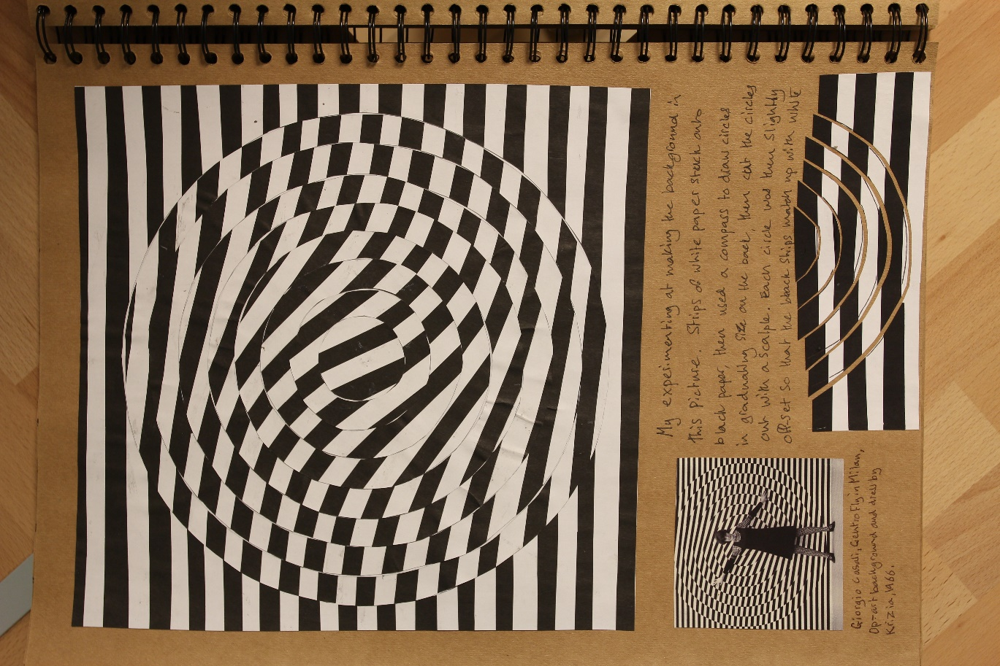 My experimenting at making the background in
this picture. Strips of white paper stuck onto
black paper, then used a compass to draw circles
in graduating size on the back, then cut the circles
out with a scalple. Each circle was then slightly
off-set so that the black strips match up with white
Giorgio Casali, Centro Fly in Milan,
Op-art background and dress by
Krizia, 1966.